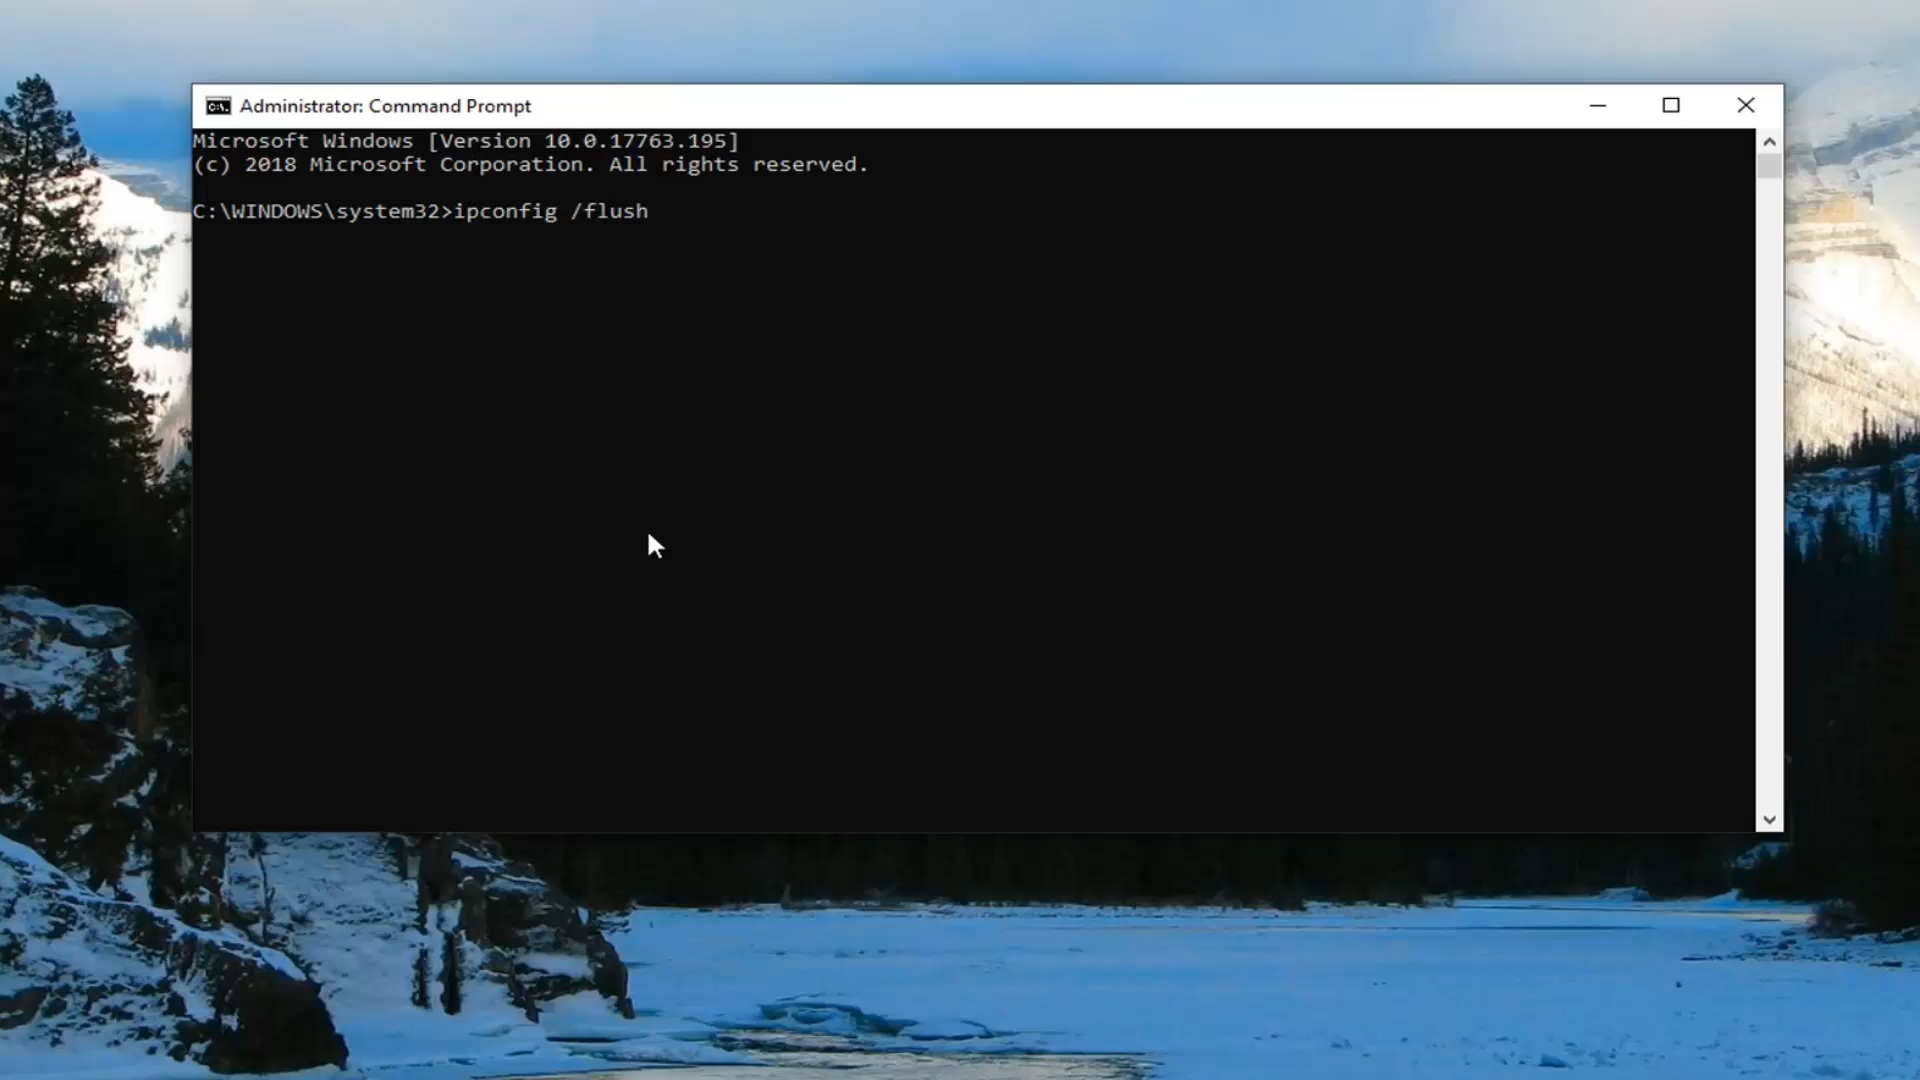 Administrator: Command Prompt
Microsoft Windows [Version 10.0.17763.195]
(c) 2018 Microsoft Corporation. All rights reserved.
C:\WINDOWS\system32>ipconfig /flush